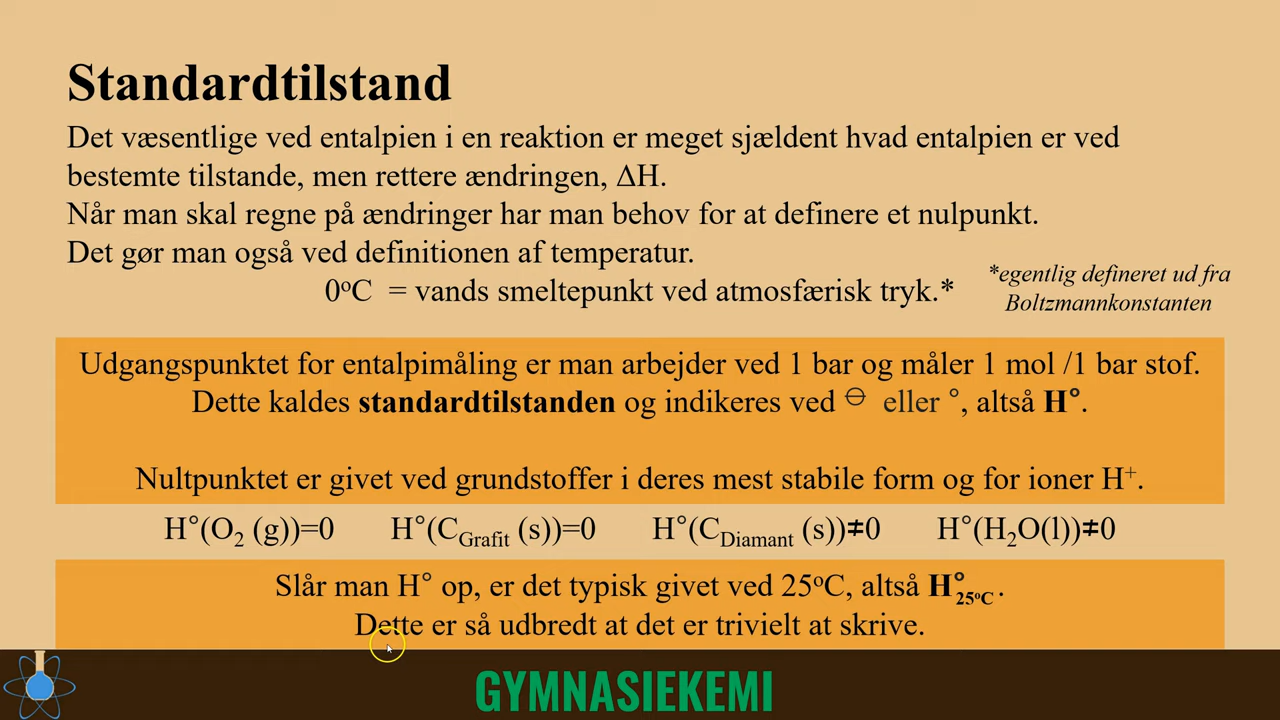 Standardtilstand
Det væsentlige ved entalpien i en reaktion er meget sjældent hvad entalpien er ved
bestemte tilstande, men rettere ændringen, ΔH.
Når man skal regne på ændringer har man behov for at definere et nulpunkt.
Det gør man også ved definitionen af temperatur.
0ºC = vands smeltepunkt ved atmosfærisk tryk.*
*egentlig defineret ud fra
Boltzmannkonstanten
Udgangspunktet for entalpimåling er man arbejder ved 1 bar og måler 1 mol /1 bar stof.
Dette kaldes standardtilstanden og indikeres ved ⦵ eller °, altså H°.
Nultpunktet er givet ved grundstoffer i deres mest stabile form og for ioner H⁺.
H°(O₂ (g))=0 H°(C_Grafit (s))=0 H°(C_Diamant (s))≠0 H°(H₂O(l))≠0
Slår man H° op, er det typisk givet ved 25ºC, altså H°₂₅ºC.
Dette er så udbredt at det er trivielt at skrive.
GYMNASIEKEMI